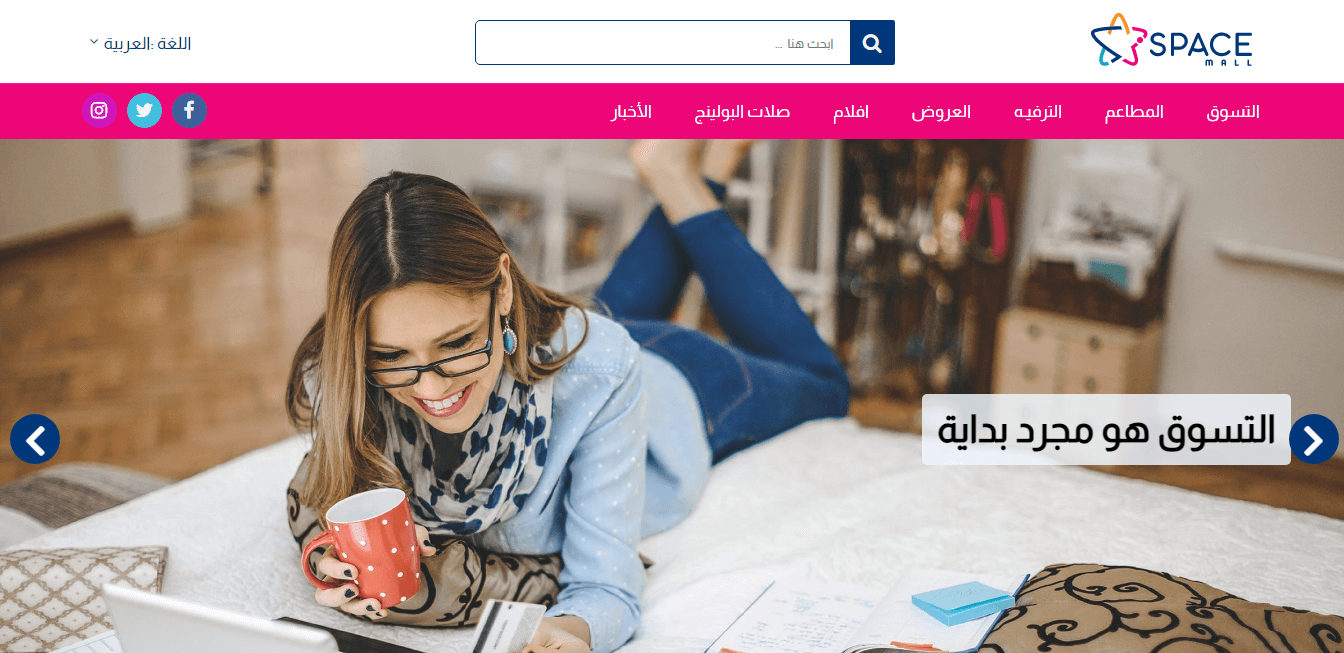 SPACE
MALL
ابحث هنا ...
اللغة :العربية
التسوق
المطاعم
الترفيه
العروض
افلام
صلات البولينج
الأخبار
التسوق هو مجرد بداية